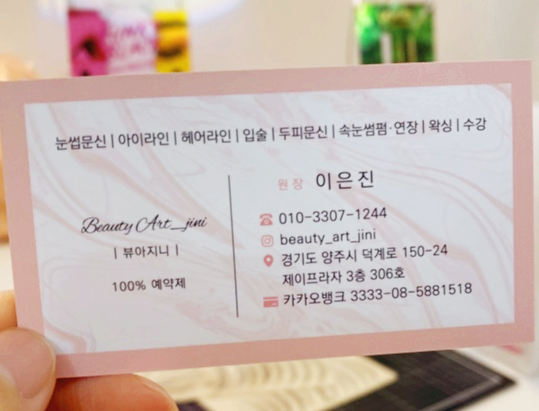 눈썹문신 | 아이라인 | 헤어라인 | 입술 | 두피문신 | 속눈썹펌·연장 | 왁싱 | 수강
Beauty Art_jini
| 뷰아지니 |
100% 예약제
원장 이은진
010-3307-1244
beauty_art_jini
경기도 양주시 덕계로 150-24
제이프라자 3층 306호
카카오뱅크 3333-08-5881518